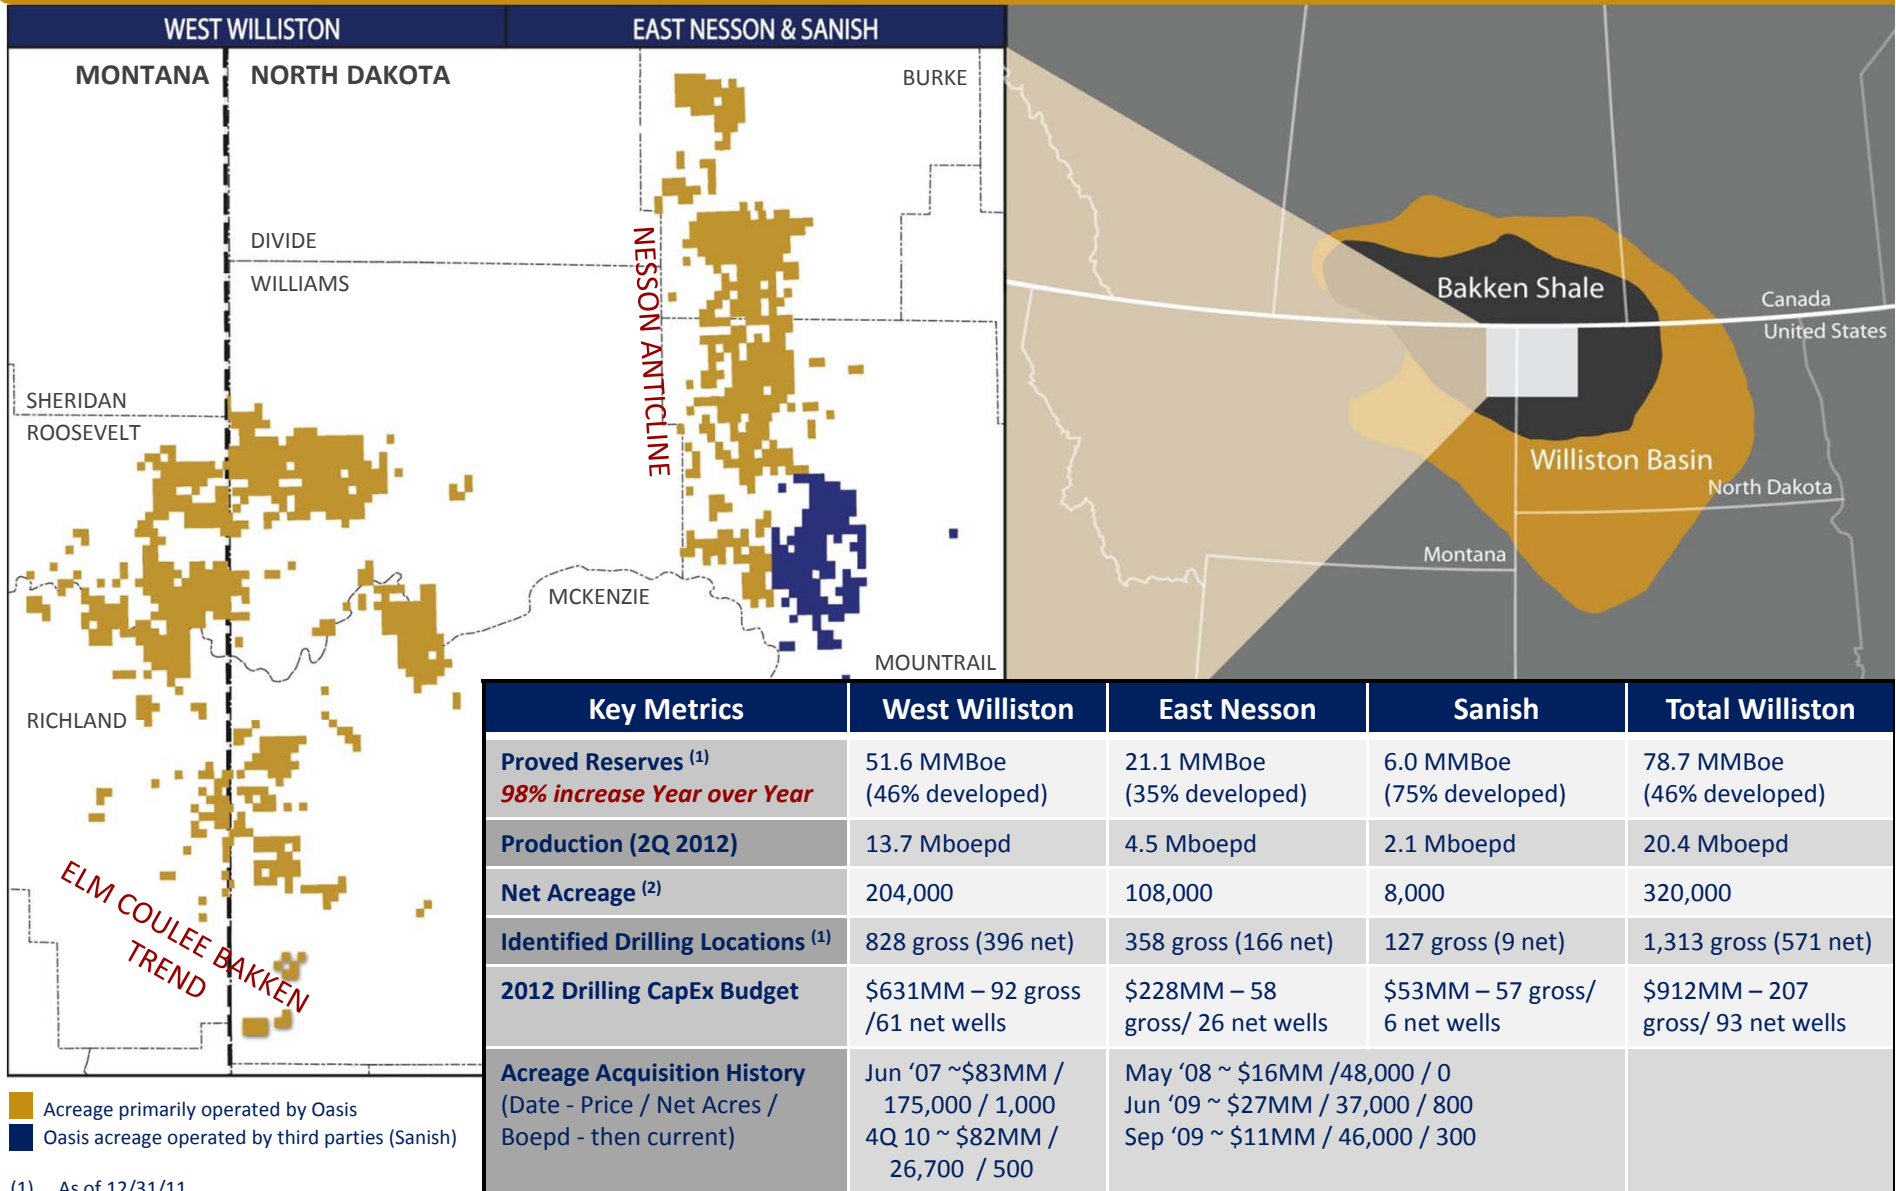 WEST WILLISTON
EAST NESSON & SANISH
MONTANA
NORTH DAKOTA
BURKE
DIVIDE
WILLIAMS
NESSON ANTICLINE
SHERIDAN
ROOSEVELT
MCKENZIE
MOUNTRAIL
RICHLAND
ELM COULEE BAKKEN
TREND
Bakken Shale
Canada
United States
Williston Basin
North Dakota
Montana
Key Metrics
West Williston
East Nesson
Sanish
Total Williston
Proved Reserves (1)
98% increase Year over Year
51.6 MMBoe
(46% developed)
21.1 MMBoe
(35% developed)
6.0 MMBoe
(75% developed)
78.7 MMBoe
(46% developed)
Production (2Q 2012)
13.7 Mboepd
4.5 Mboepd
2.1 Mboepd
20.4 Mboepd
Net Acreage (2)
204,000
108,000
8,000
320,000
Identified Drilling Locations (1)
828 gross (396 net)
358 gross (166 net)
127 gross (9 net)
1,313 gross (571 net)
2012 Drilling CapEx Budget
$631MM – 92 gross
/61 net wells
$228MM – 58
gross/ 26 net wells
$53MM – 57 gross/
6 net wells
$912MM – 207
gross/ 93 net wells
Acreage Acquisition History
(Date - Price / Net Acres /
Boepd - then current)
Jun ‘07 ~$83MM /
175,000 / 1,000
4Q 10 ~ $82MM /
26,700 / 500
May ‘08 ~ $16MM /48,000 / 0
Jun ‘09 ~ $27MM / 37,000 / 800
Sep ‘09 ~ $11MM / 46,000 / 300
Acreage primarily operated by Oasis
Oasis acreage operated by third parties (Sanish)
(1) As of 12/31/11